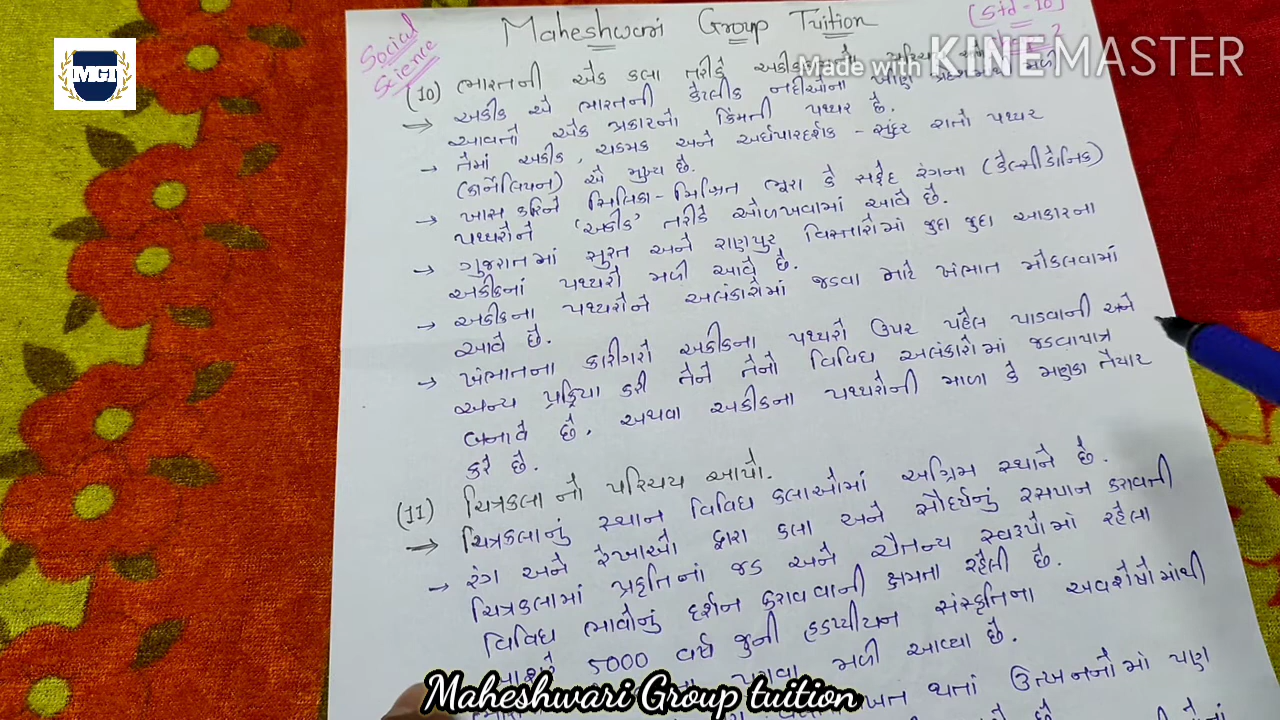 MGI
Maheshwari Group Tuition
Social
Science
(Std-10)
Made with KINEMASTER
(10) ભારતની એક કલા તરીકે
→ અકીક એ ભારતની કેટલીક નદીઓના
આવતો એક પ્રકારનો કિંમતી પથ્થર છે.
→ તેમાં અકીક, ચકમક અને અર્ધપારદર્શક - સુંદર રાતો પથ્થર
(કાર્નેલિયન) એ મુખ્ય છે.
→ ખાસ કરીને સિલિકા-મિશ્રિત ભૂરા કે સફેદ રંગના (કેલ્સીડોનિક)
પથ્થરોને 'અકીક' તરીકે ઓળખવામાં આવે છે.
→ ગુજરાતમાં સુરત અને રાણપુર વિસ્તારોમાં જુદા જુદા આકારના
અકીકનાં પથ્થરો મળી આવે છે.
→ અકીકના પથ્થરોને અલંકારોમાં જડવા માટે ખંભાત મોકલવામાં
આવે છે.
→ ખંભાતના કારીગરો અકીકના પથ્થરો ઉપર પહેલ પાડવાની અને
અન્ય પ્રક્રિયા કરી તેને તેનો વિવિધ અલંકારોમાં જડવાપાત્ર
બનાવે છે. અથવા અકીકના પથ્થરોની માળા કે મણકા તૈયાર
કરે છે.
(11) ચિત્રકલા નો પરિચય આપો.
→ ચિત્રકલાનું સ્થાન વિવિધ કલાઓમાં અગ્રિમ સ્થાને છે.
→ રંગ અને રેખાઓ દ્વારા કલા અને સૌંદર્યનું રસપાન કરાવની
ચિત્રકલામાં પ્રકૃતિનાં જડ અને ચૈતન્ય સ્વરૂપોમાં રહેલા
વિવિધ ભાવોનું દર્શન કરાવવાની ક્ષમતા રહેલી છે.
5000 વર્ષ જુની હડપ્પીયન સંસ્કૃતિના અવશેષોમાંથી
મળી આવ્યા છે.
થતાં ઉત્ખનનોમાં પણ
Maheshwari Group tuition